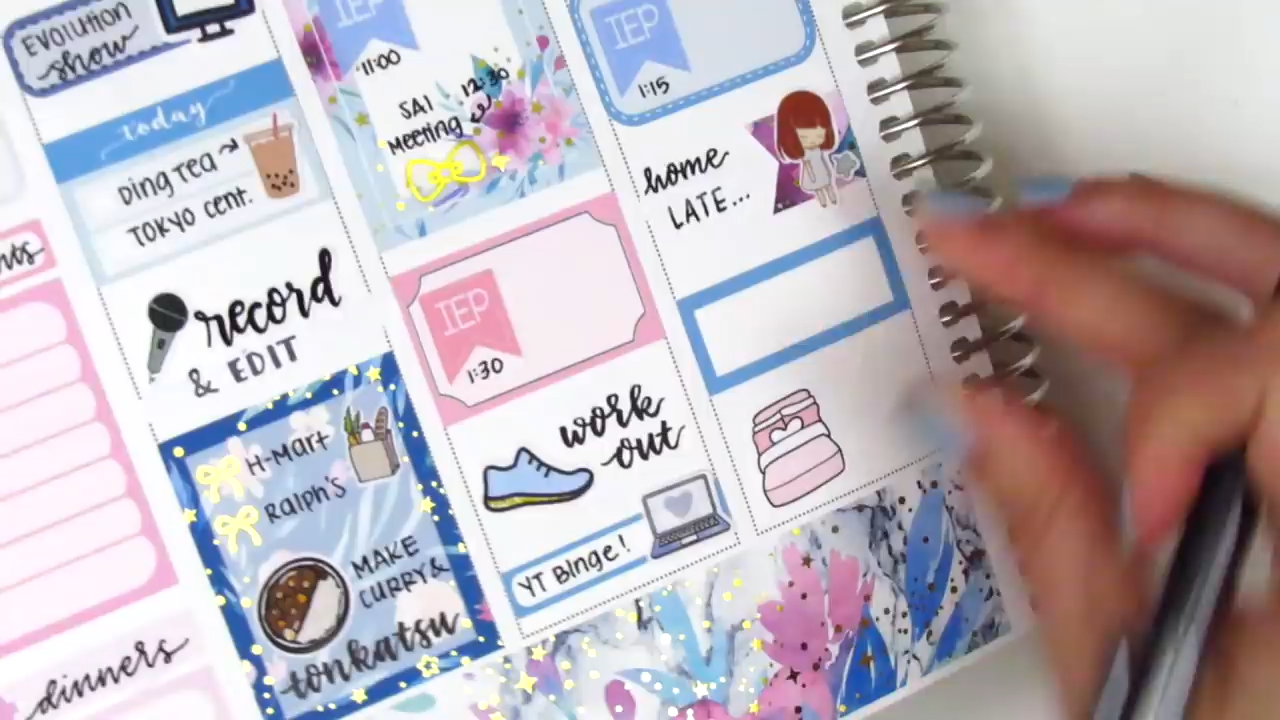 EVOLUTION
show
today
DING TEA
TOKYO CENT.
record
& EDIT
H-MART
RALPH'S
MAKE
CURRY &
tonkatsu
dinners
IEP
11:00
SAI 12:30
Meeting
IEP
1:30
work
out
YT BINGE!
IEP
1:15
home
LATE...